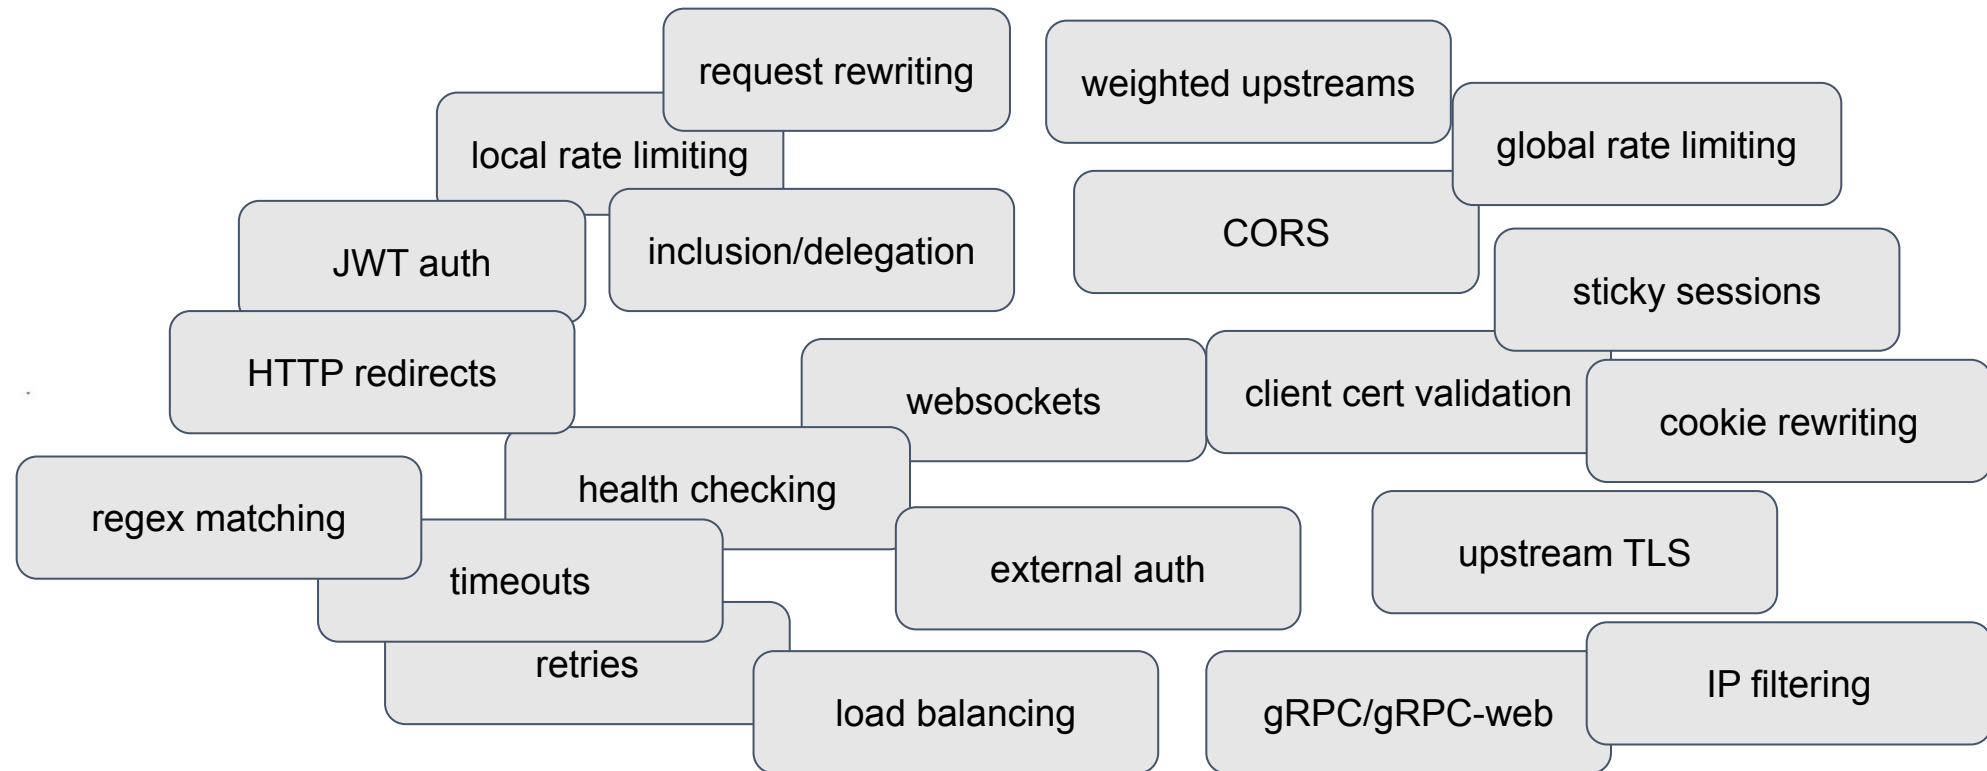 request rewriting
weighted upstreams
global rate limiting
local rate limiting
CORS
inclusion/delegation
JWT auth
sticky sessions
HTTP redirects
websockets
client cert validation
cookie rewriting
health checking
regex matching
upstream TLS
external auth
timeouts
retries
IP filtering
load balancing
gRPC/gRPC-web